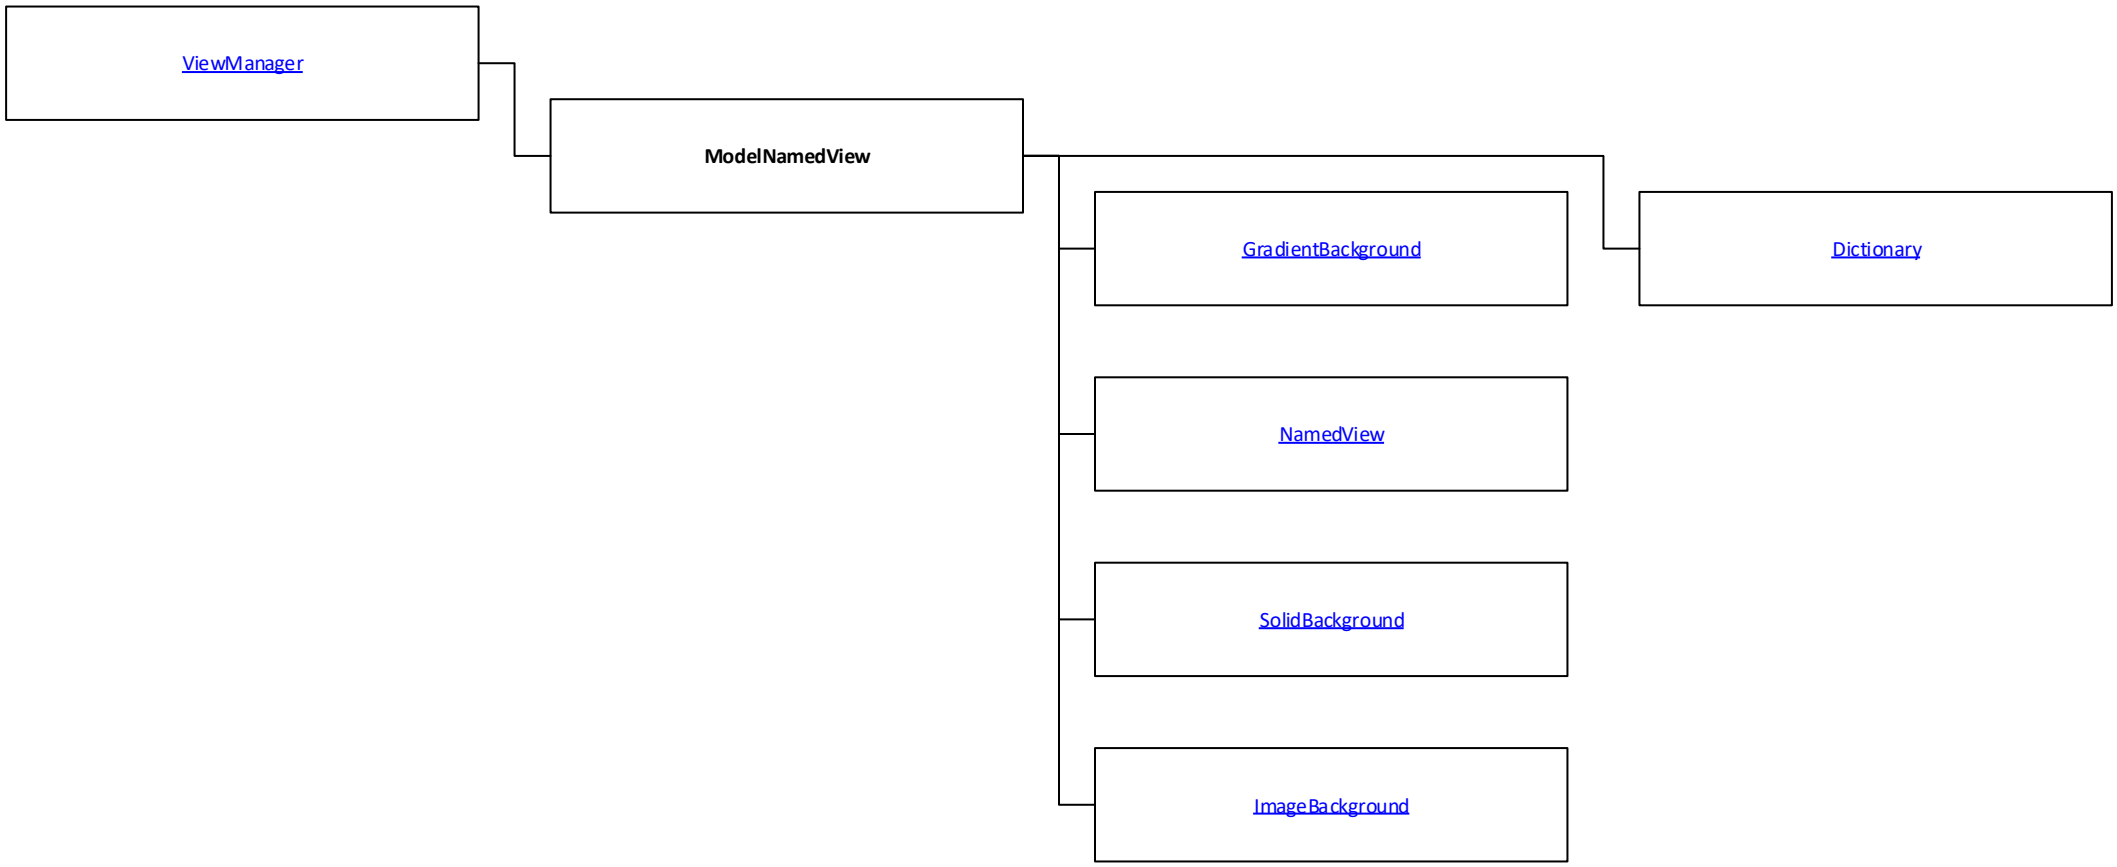 ViewManager
ModelNamedView
GradientBackground
Dictionary
NamedView
SolidBackground
ImageBackground